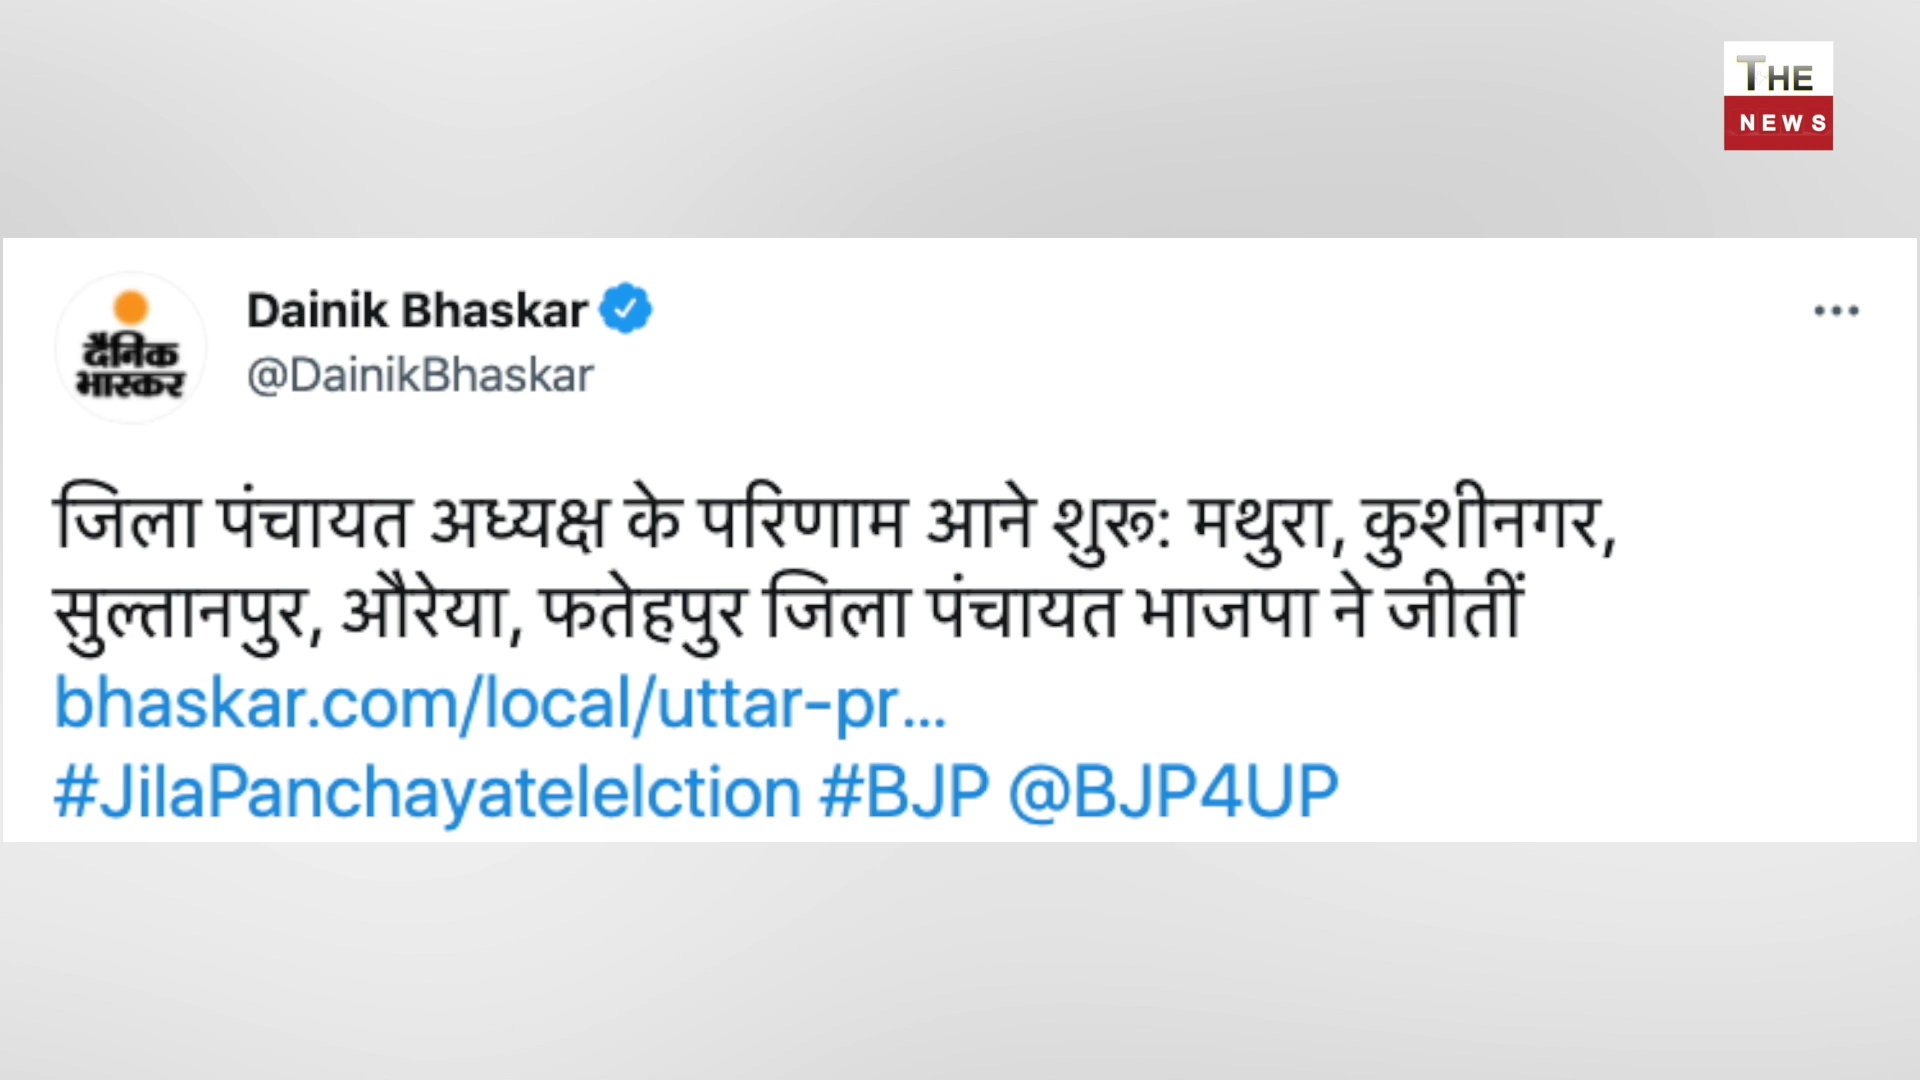 THE
NEWS
दैनिक
भास्कर
Dainik Bhaskar
@DainikBhaskar
जिला पंचायत अध्यक्ष के परिणाम आने शुरू: मथुरा, कुशीनगर,
सुल्तानपुर, औरेया, फतेहपुर जिला पंचायत भाजपा ने जीतीं
bhaskar.com/local/uttar-pr...
#JilaPanchayatelelction #BJP @BJP4UP